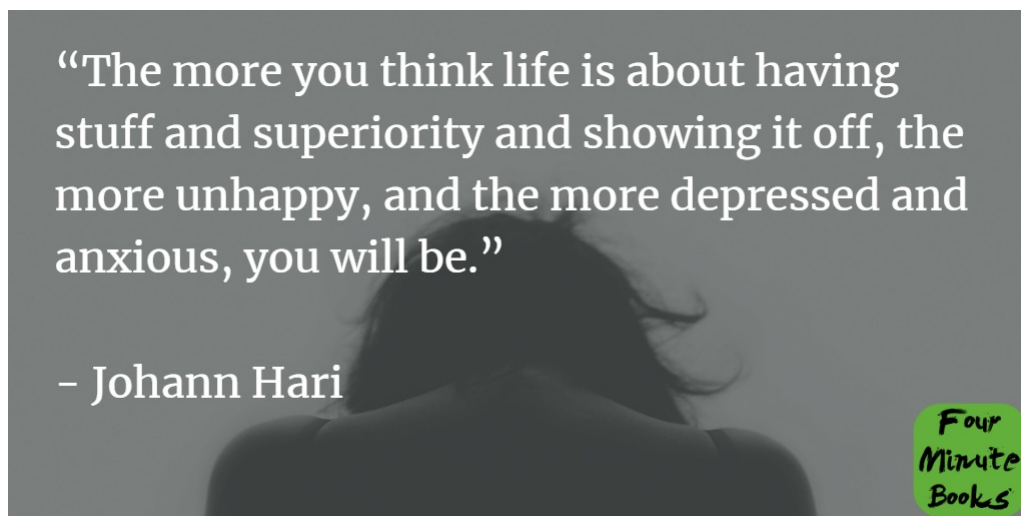 “The more you think life is about having
stuff and superiority and showing it off, the
more unhappy, and the more depressed and
anxious, you will be.”
- Johann Hari
Four
Minute
Books